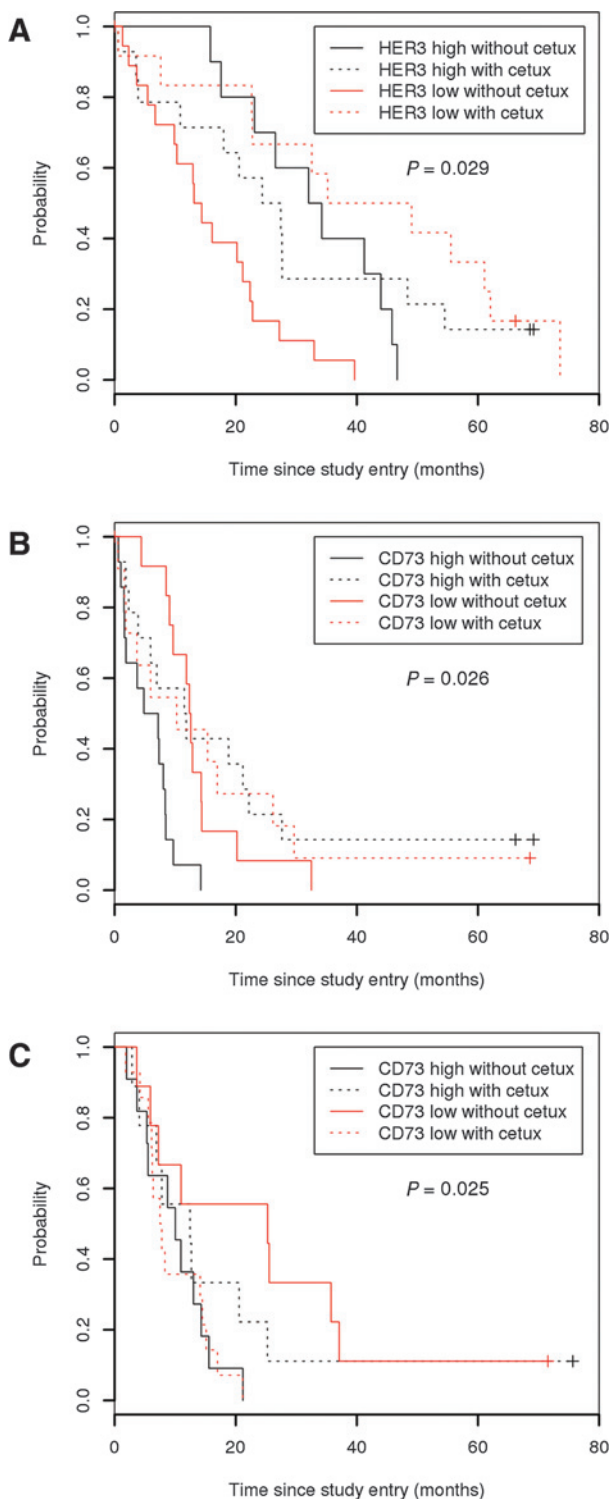 A
HER3 high without cetux
HER3 high with cetux
HER3 low without cetux
HER3 low with cetux
P = 0.029
Probability
0.0 0.2 0.4 0.6 0.8 1.0
0 20 40 60 80
Time since study entry (months)
B
CD73 high without cetux
CD73 high with cetux
CD73 low without cetux
CD73 low with cetux
P = 0.026
Probability
0.0 0.2 0.4 0.6 0.8 1.0
0 20 40 60 80
Time since study entry (months)
C
CD73 high without cetux
CD73 high with cetux
CD73 low without cetux
CD73 low with cetux
P = 0.025
Probability
0.0 0.2 0.4 0.6 0.8 1.0
0 20 40 60 80
Time since study entry (months)